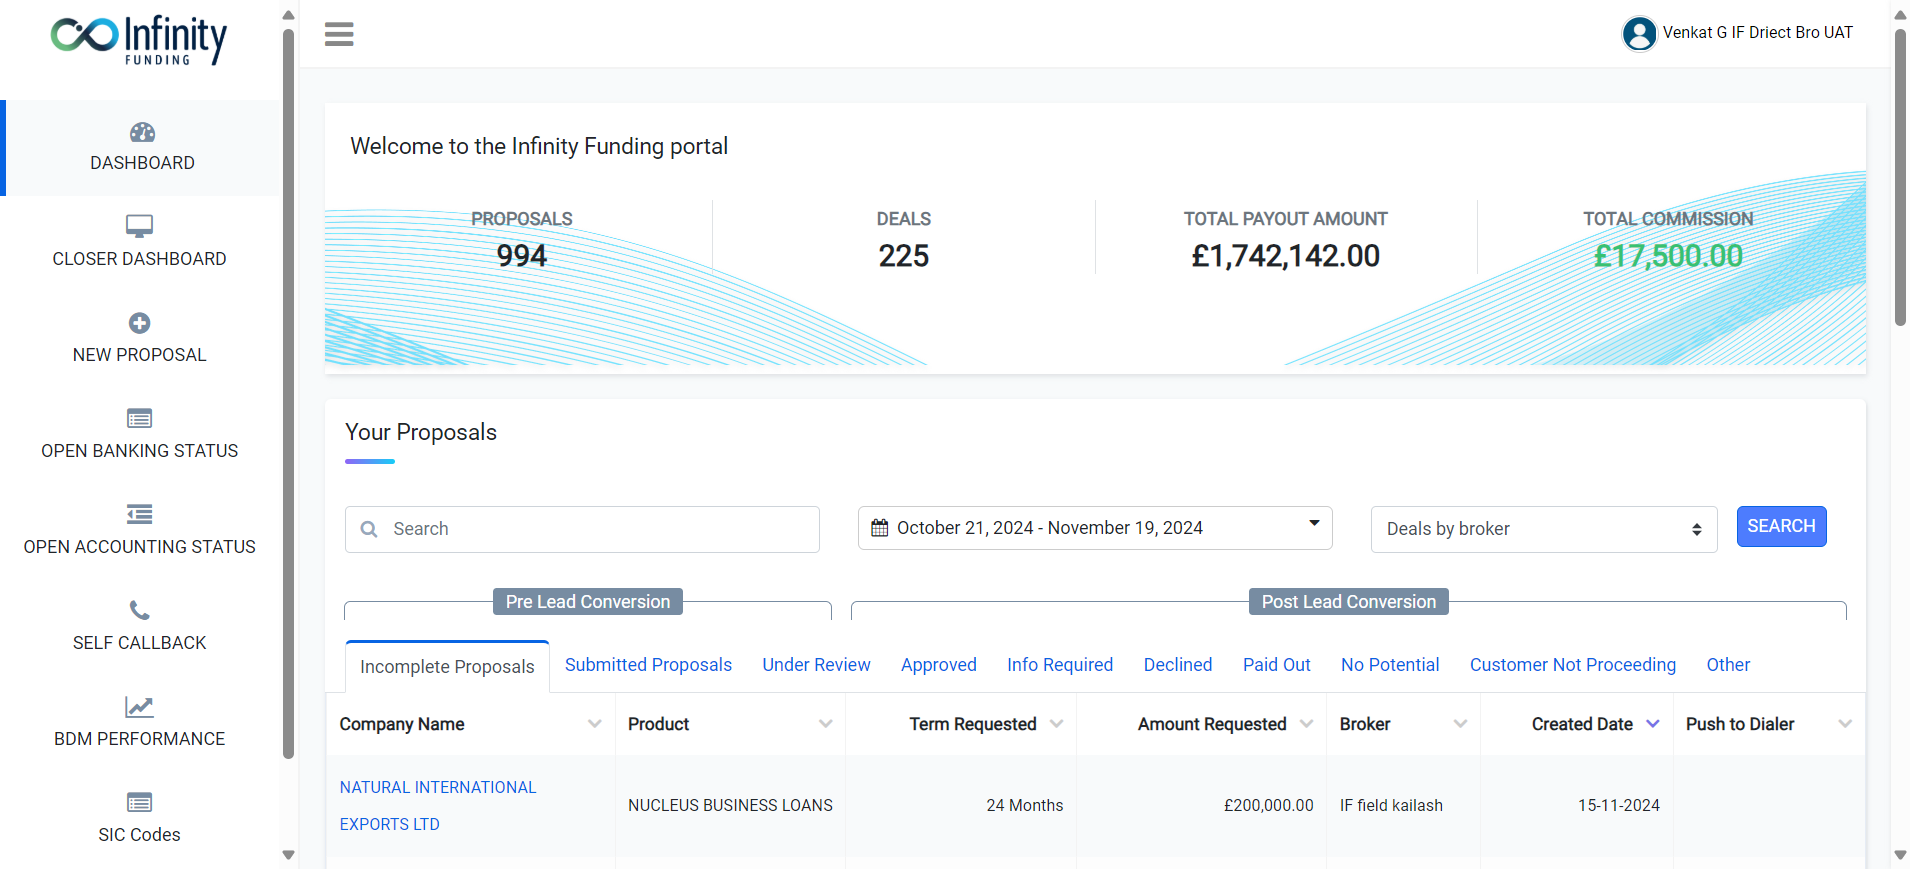 Infinity
FUNDING
Venkat G IF Driect Bro UAT
DASHBOARD
CLOSER DASHBOARD
NEW PROPOSAL
OPEN BANKING STATUS
OPEN ACCOUNTING STATUS
SELF CALLBACK
BDM PERFORMANCE
SIC Codes
Welcome to the Infinity Funding portal
PROPOSALS DEALS TOTAL PAYOUT AMOUNT TOTAL COMMISSION
994 225 £1,742,142.00 £17,500.00
Your Proposals
Search October 21, 2024 - November 19, 2024 Deals by broker SEARCH
Pre Lead Conversion Post Lead Conversion
Incomplete Proposals Submitted Proposals Under Review Approved Info Required Declined Paid Out No Potential Customer Not Proceeding Other
Company Name Product Term Requested Amount Requested Broker Created Date Push to Dialer
NATURAL INTERNATIONAL
EXPORTS LTD
NUCLEUS BUSINESS LOANS 24 Months £200,000.00 IF field kailash 15-11-2024